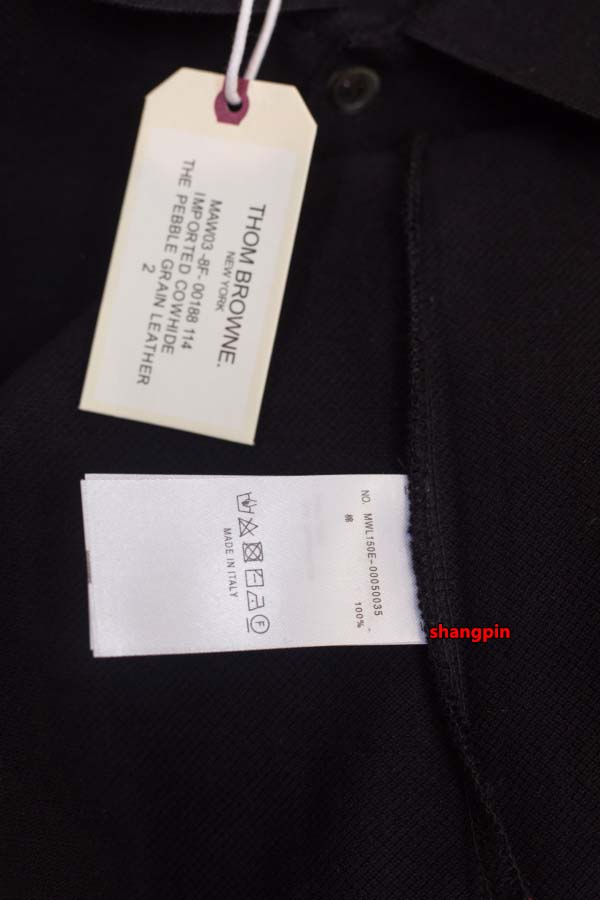 THOM BROWNE.
NEW YORK
MAW03-8F-00188 114
IMPORTED COWHIDE
THE PEBBLE GRAIN LEATHER
2
NO. MWL150E-00050035
棉 100%
F
MADE IN ITALY
shangpin